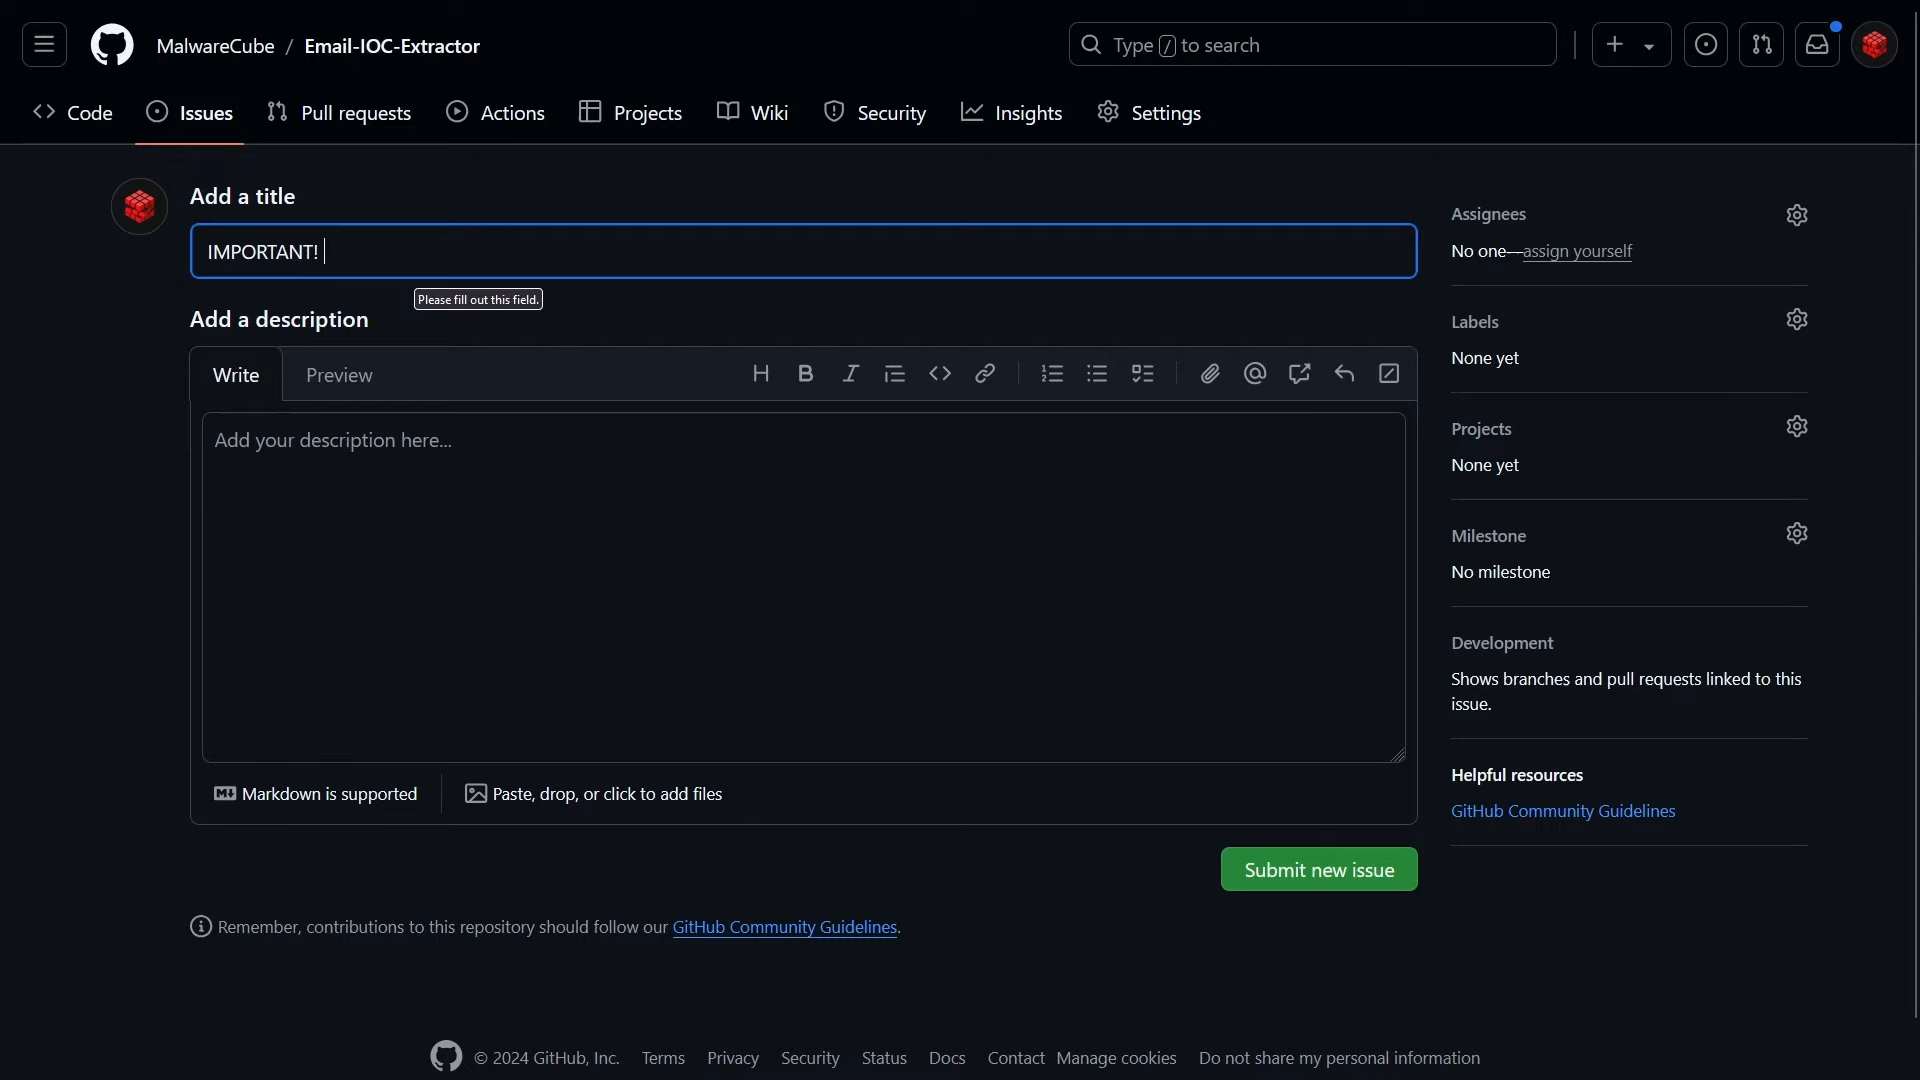 MalwareCube / Email-IOC-Extractor
Type / to search
Code Issues Pull requests Actions Projects Wiki Security Insights Settings
Add a title
IMPORTANT!
Please fill out this field.
Add a description
Write Preview
Add your description here...
Markdown is supported
Paste, drop, or click to add files
Submit new issue
Remember, contributions to this repository should follow our GitHub Community Guidelines.
Assignees
No one—assign yourself
Labels
None yet
Projects
None yet
Milestone
No milestone
Development
Shows branches and pull requests linked to this
issue.
Helpful resources
GitHub Community Guidelines
© 2024 GitHub, Inc. Terms Privacy Security Status Docs Contact Manage cookies Do not share my personal information